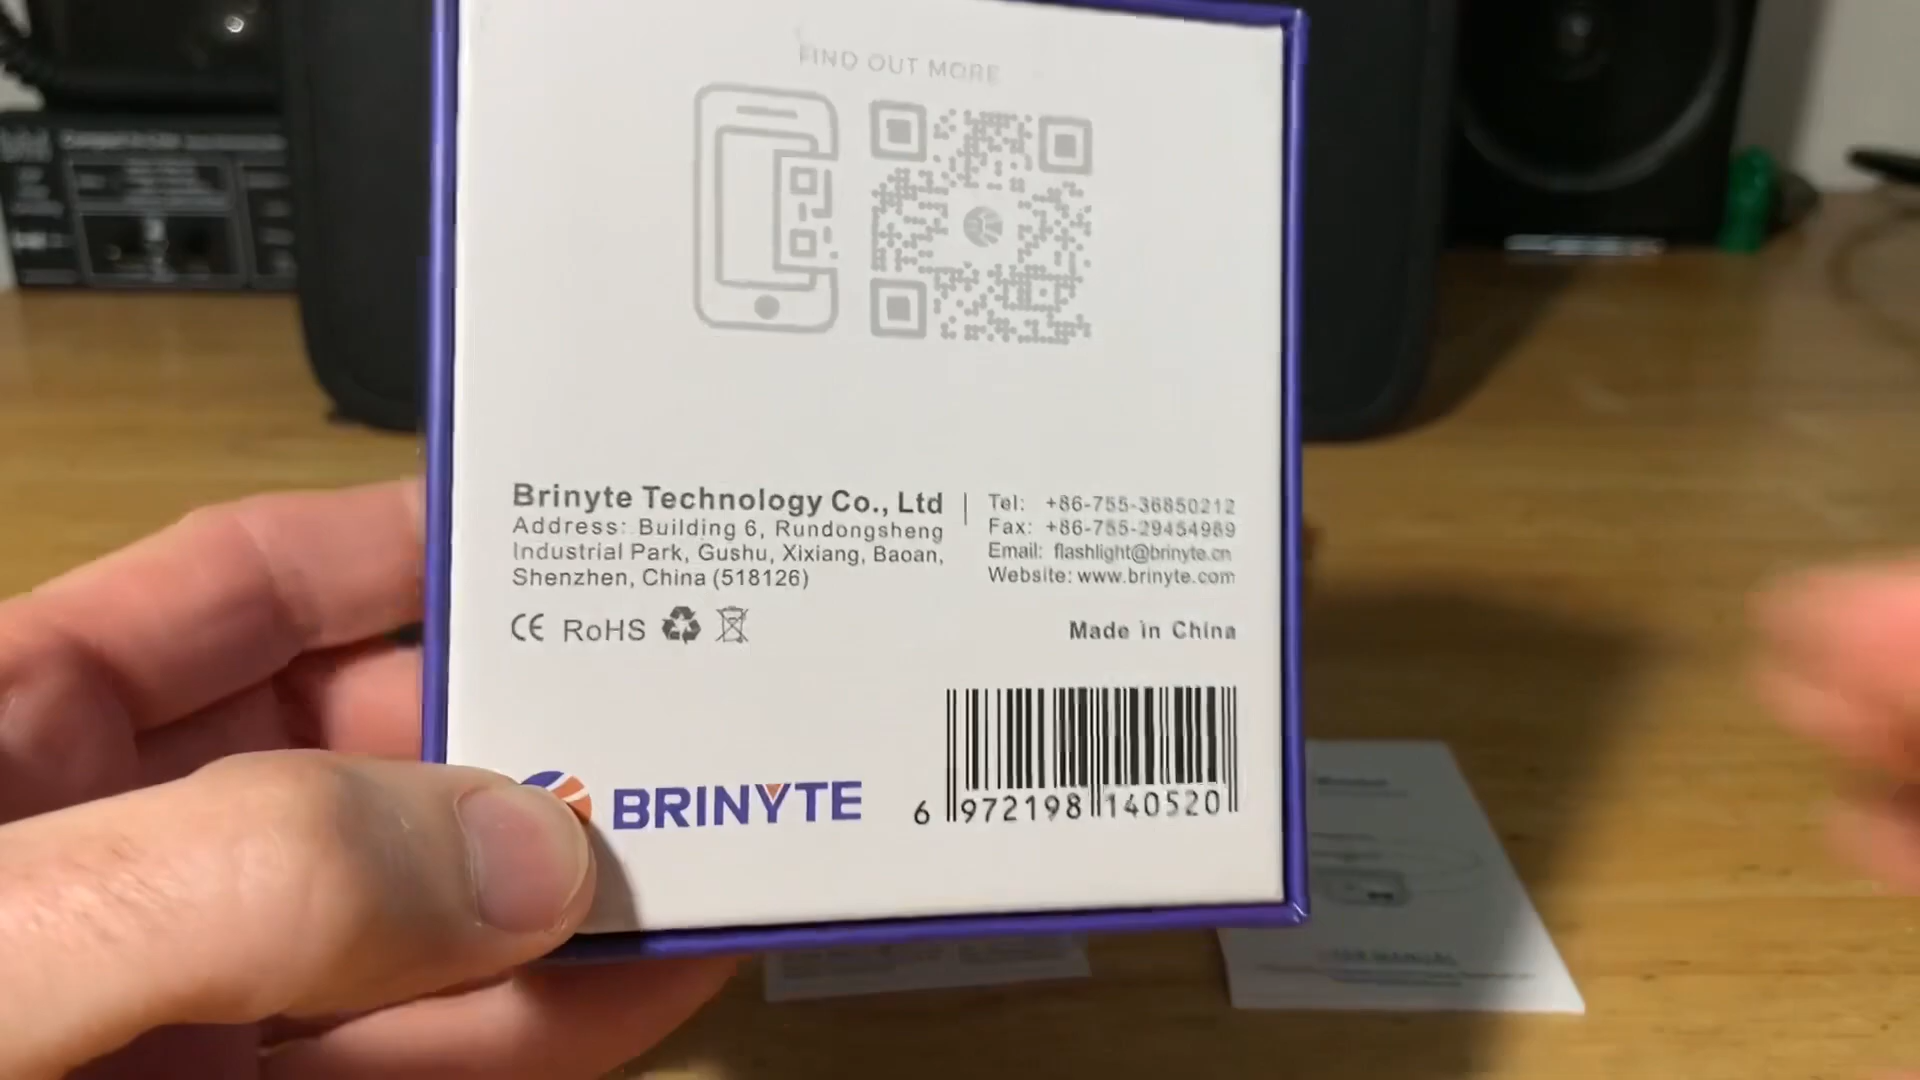 FIND OUT MORE
Brinyte Technology Co., Ltd
Address: Building 6, Rundongsheng
Industrial Park, Gushu, Xixiang, Baoan,
Shenzhen, China (518126)
Tel: +86-755-36850212
Fax: +86-755-29454989
Email: flashlight@brinyte.cn
Website: www.brinyte.com
CE RoHS
Made in China
BRINYTE
6 972198 140520
USER MANUAL